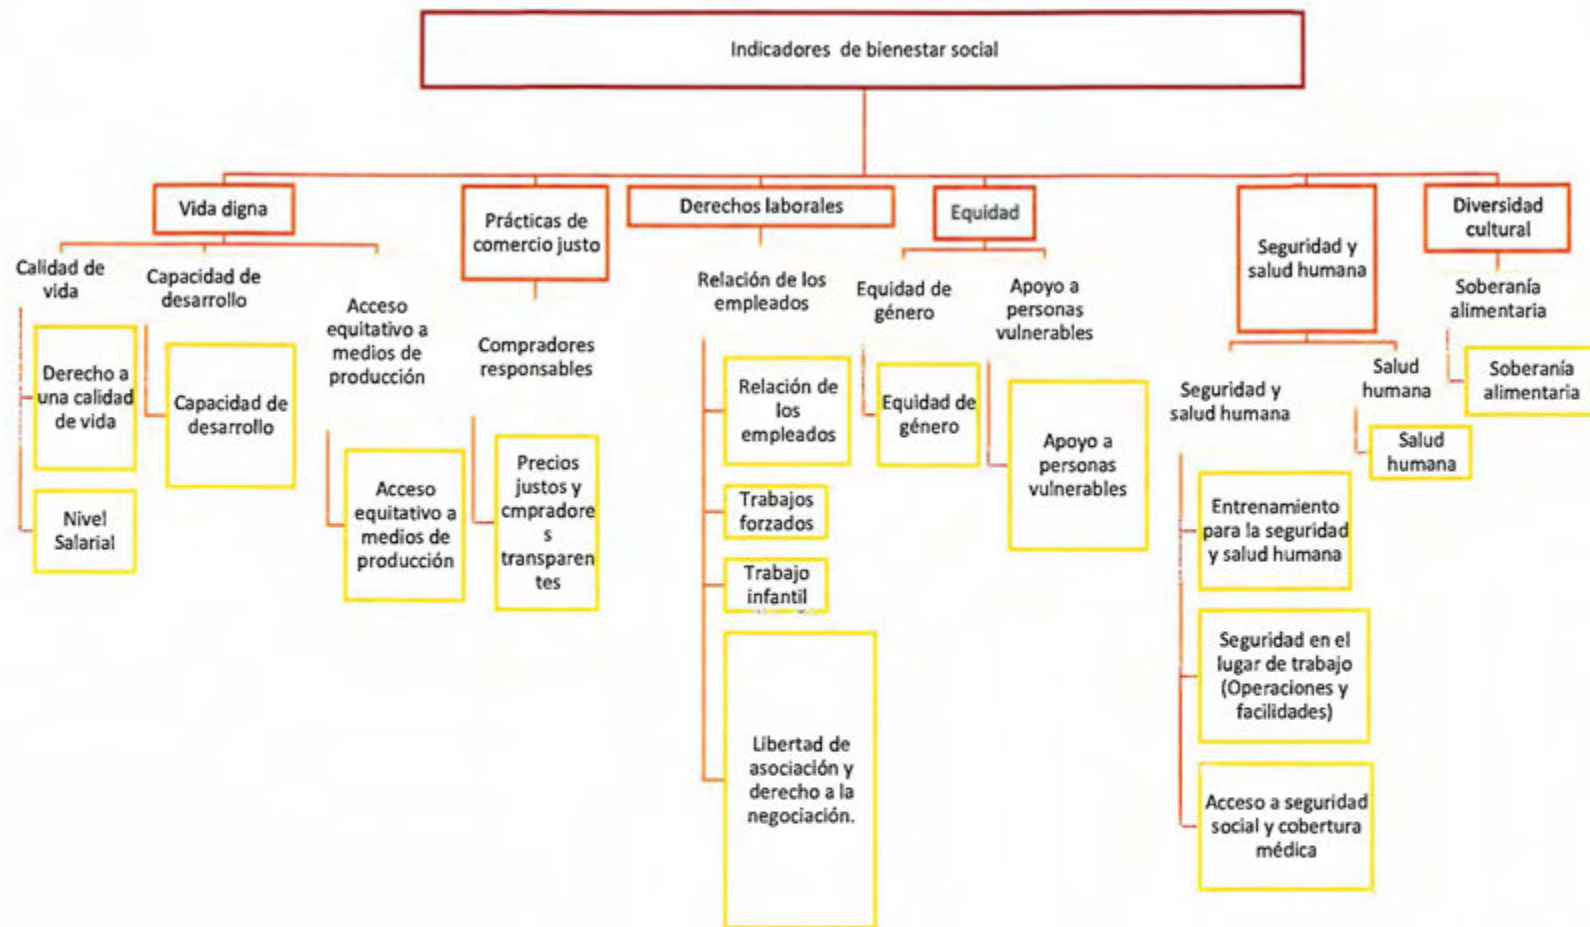 Indicadores de bienestar social
Vida digna
Calidad de
vida
Derecho a
una calidad
de vida
Nivel
Salarial
Capacidad de
desarrollo
Capacidad de
desarrollo
Acceso
equitativo a
medios de
producción
Acceso
equitativo a
medios de
producción
Prácticas de
comercio justo
Compradores
responsables
Precios
justos y
cmpradore
s
transparen
tes
Derechos laborales
Relación de los
empleados
Relación de
los
empleados
Trabajos
forzados
Trabajo
infantil
Libertad de
asociación y
derecho a la
negociación.
Equidad
Equidad de
género
Equidad de
género
Apoyo a
personas
vulnerables
Apoyo a
personas
vulnerables
Seguridad y
salud humana
Seguridad y
salud humana
Entrenamiento
para la seguridad
y salud humana
Seguridad en el
lugar de trabajo
(Operaciones y
facilidades)
Acceso a seguridad
social y cobertura
médica
Salud
humana
Salud
humana
Diversidad
cultural
Soberanía
alimentaria
Soberanía
alimentaria